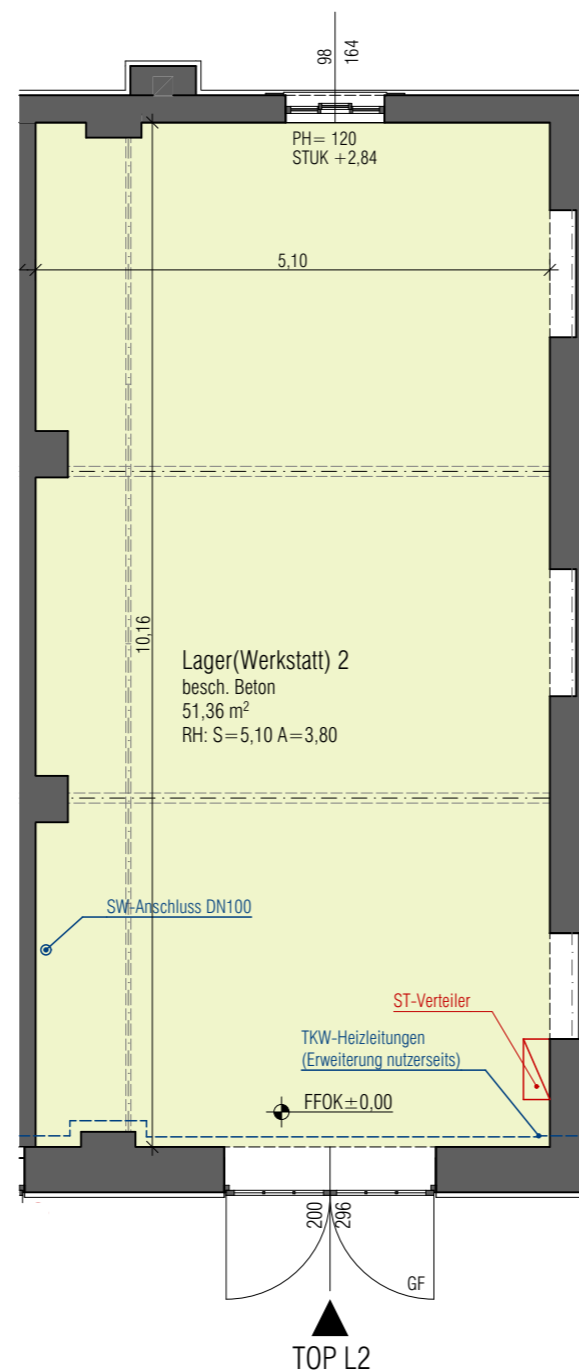 98
164
PH= 120
STUK +2,84
5,10
10,16
Lager(Werkstatt) 2
besch. Beton
51,36 m²
RH: S=5,10 A=3,80
SW-Anschluss DN100
ST-Verteiler
TKW-Heizleitungen
(Erweiterung nutzerseits)
FFOK±0,00
200
296
GF
TOP L2